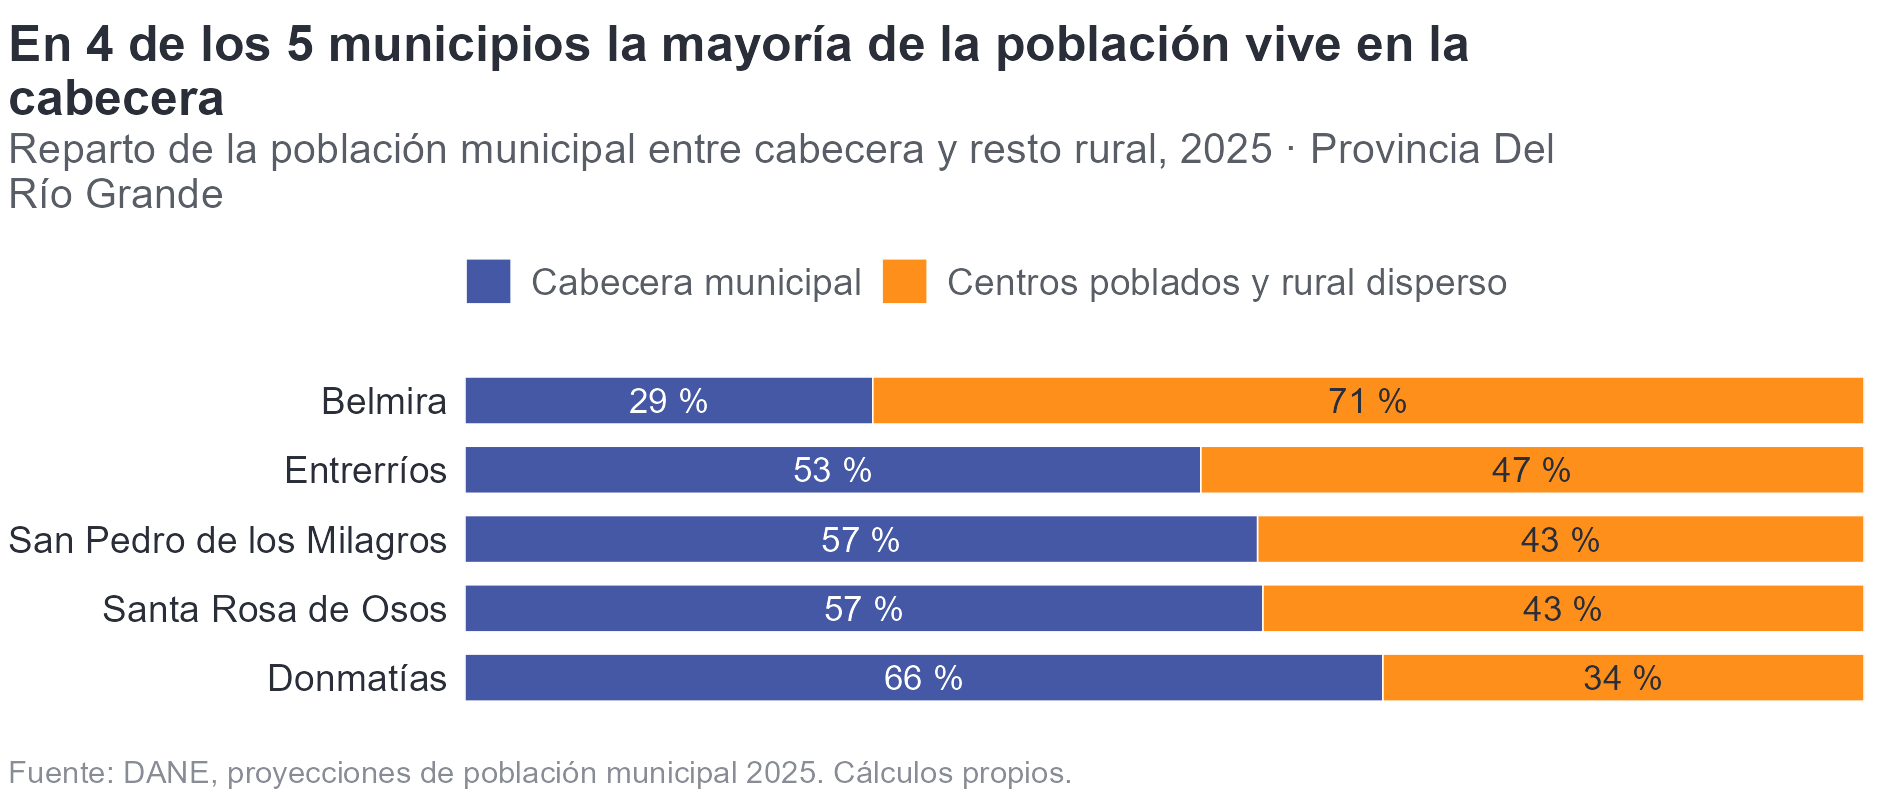 En 4 de los 5 municipios la mayoría de la población vive en la
cabecera
Reparto de la población municipal entre cabecera y resto rural, 2025 · Provincia Del
Río Grande
Cabecera municipal Centros poblados y rural disperso
Belmira 29 % 71 %
Entrerríos 53 % 47 %
San Pedro de los Milagros 57 % 43 %
Santa Rosa de Osos 57 % 43 %
Donmatías 66 % 34 %
Fuente: DANE, proyecciones de población municipal 2025. Cálculos propios.